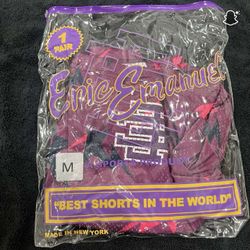 1
PAIR
Eric Emanuel
M
"BEST SHORTS IN THE WORLD"
MADE IN NEW YORK